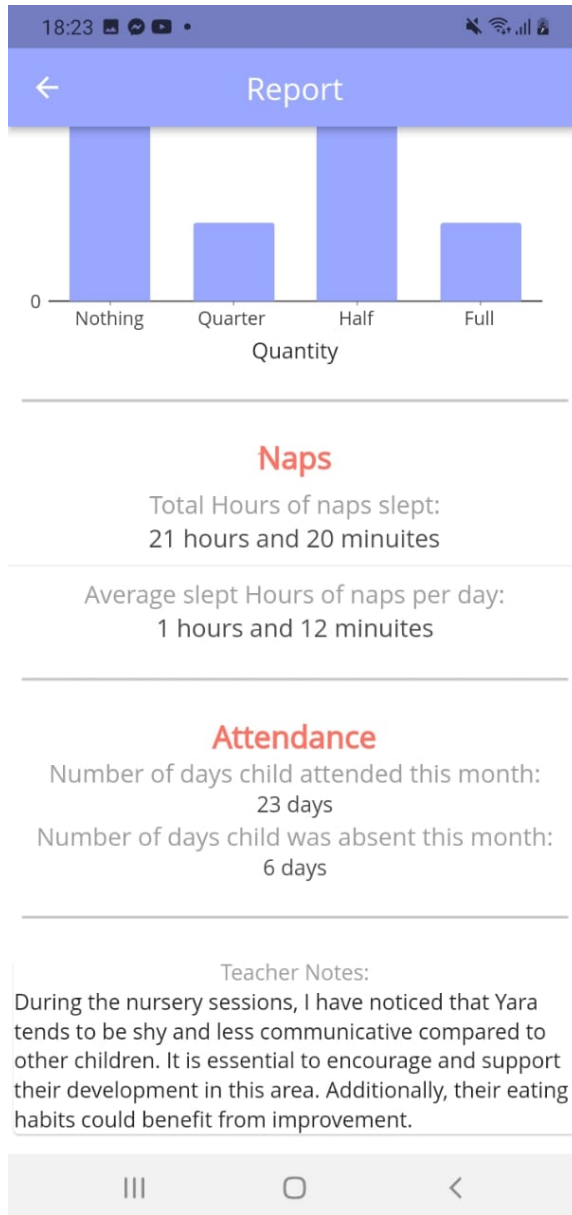 18:23
Report
0
Nothing Quarter Half Full
Quantity
Naps
Total Hours of naps slept:
21 hours and 20 minuites
Average slept Hours of naps per day:
1 hours and 12 minuites
Attendance
Number of days child attended this month:
23 days
Number of days child was absent this month:
6 days
Teacher Notes:
During the nursery sessions, I have noticed that Yara
tends to be shy and less communicative compared to
other children. It is essential to encourage and support
their development in this area. Additionally, their eating
habits could benefit from improvement.